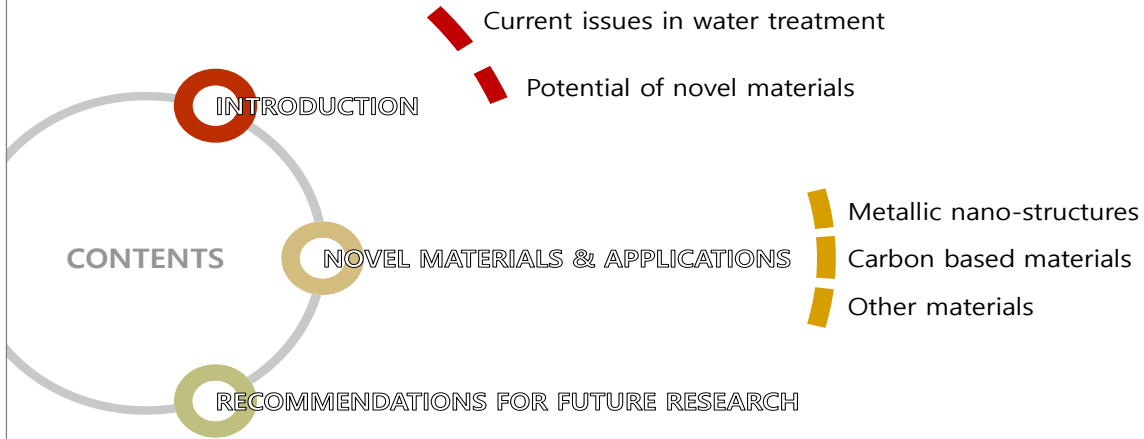 Current issues in water treatment
Potential of novel materials
INTRODUCTION
Metallic nano-structures
CONTENTS
NOVEL MATERIALS & APPLICATIONS
Carbon based materials
Other materials
RECOMMENDATIONS FOR FUTURE RESEARCH